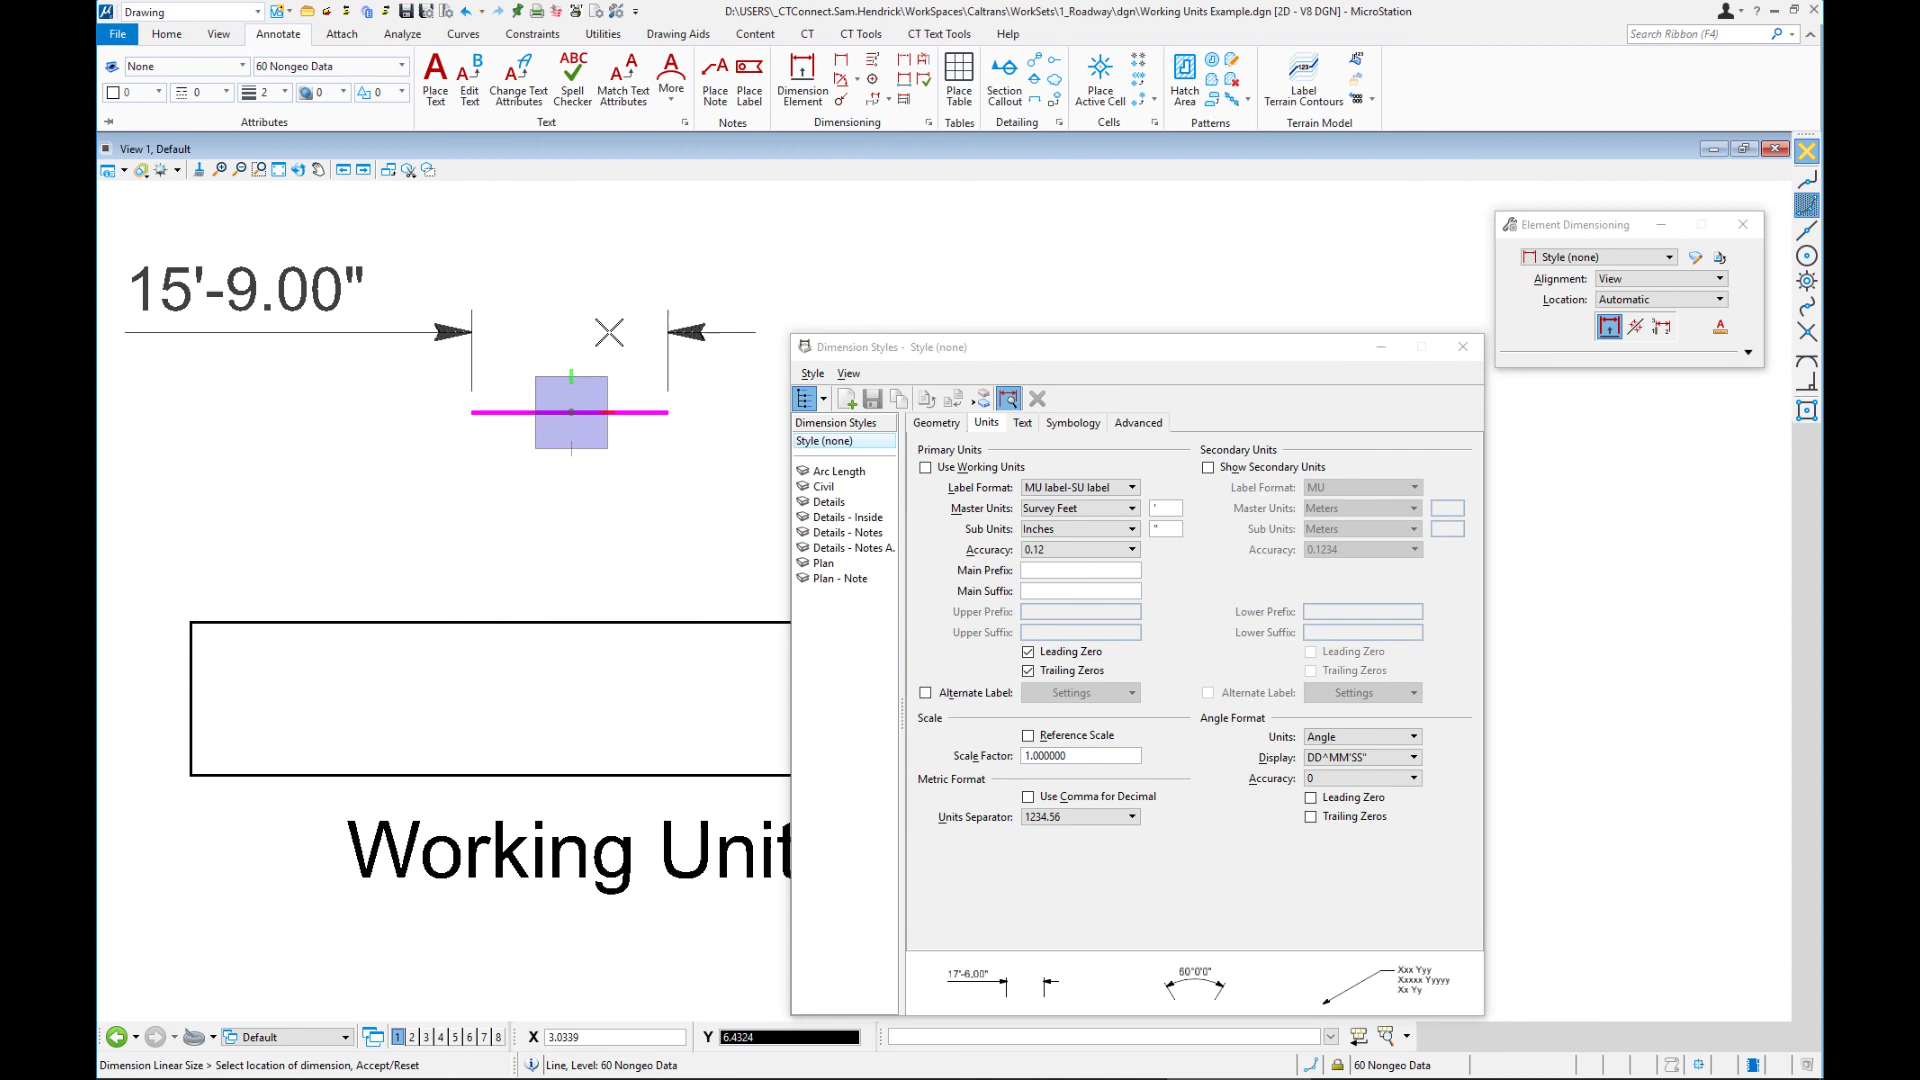 Drawing
D:\USERS\_CTConnect.Sam.Hendrick\WorkSpaces\Caltrans\WorkSets\1_Roadway\dgn\Working Units Example.dgn [2D - V8 DGN] - MicroStation
File Home View Annotate Attach Analyze Curves Constraints Utilities Drawing Aids Content CT CT Tools CT Text Tools Help
Search Ribbon (F4)
None 60 Nongeo Data
0 0 2 0 0
Attributes
Place Text
Edit Text
Change Text Attributes
ABC
Spell Checker
Match Text Attributes
More
Text
Place Note
Place Label
Notes
Dimension Element
Dimensioning
Place Table
Tables
Section Callout
Detailing
Place Active Cell
Cells
Hatch Area
Patterns
Label Terrain Contours
Terrain Model
View 1, Default
15'-9.00"
Working Unit
Element Dimensioning
Style (none)
Alignment: View
Location: Automatic
Dimension Styles - Style (none)
Style View
Dimension Styles
Style (none)
Arc Length
Civil
Details
Details - Inside
Details - Notes
Details - Notes A.
Plan
Plan - Note
Geometry Units Text Symbology Advanced
Primary Units
Use Working Units
Label Format: MU label-SU label
Master Units: Survey Feet '
Sub Units: Inches "
Accuracy: 0.12
Main Prefix:
Main Suffix:
Upper Prefix:
Upper Suffix:
Leading Zero
Trailing Zeros
Alternate Label: Settings
Scale
Reference Scale
Scale Factor: 1.000000
Metric Format
Use Comma for Decimal
Units Separator: 1234.56
Secondary Units
Show Secondary Units
Label Format: MU
Master Units: Meters
Sub Units: Meters
Accuracy: 0.1234
Lower Prefix:
Lower Suffix:
Leading Zero
Trailing Zeros
Alternate Label: Settings
Angle Format
Units: Angle
Display: DD^MM'SS"
Accuracy: 0
Leading Zero
Trailing Zeros
17'-6.00"
60°0'0"
Xxx Yyy
Xxxxx Yyyyy
Xx Yy
Default 1 2 3 4 5 6 7 8 X 3.0339 Y 6.4324
Dimension Linear Size > Select location of dimension, Accept/Reset
Line, Level: 60 Nongeo Data
60 Nongeo Data